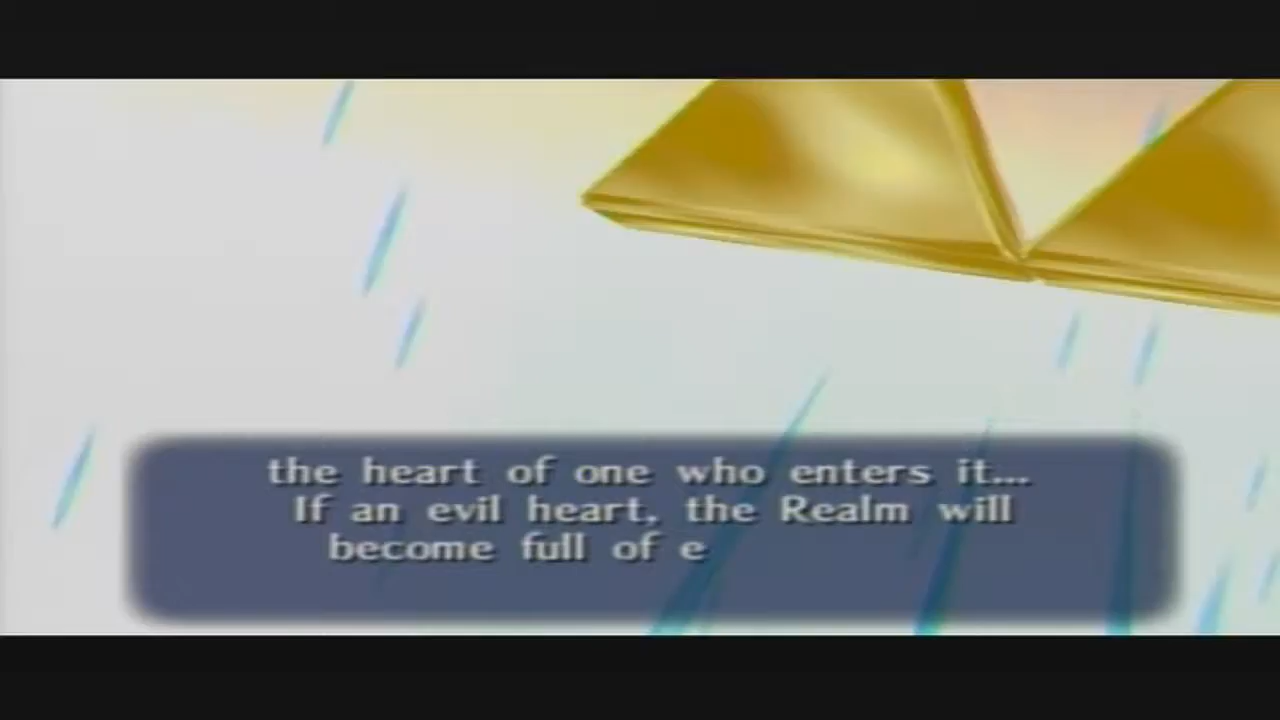 the heart of one who enters it...
If an evil heart, the Realm will
become full of e